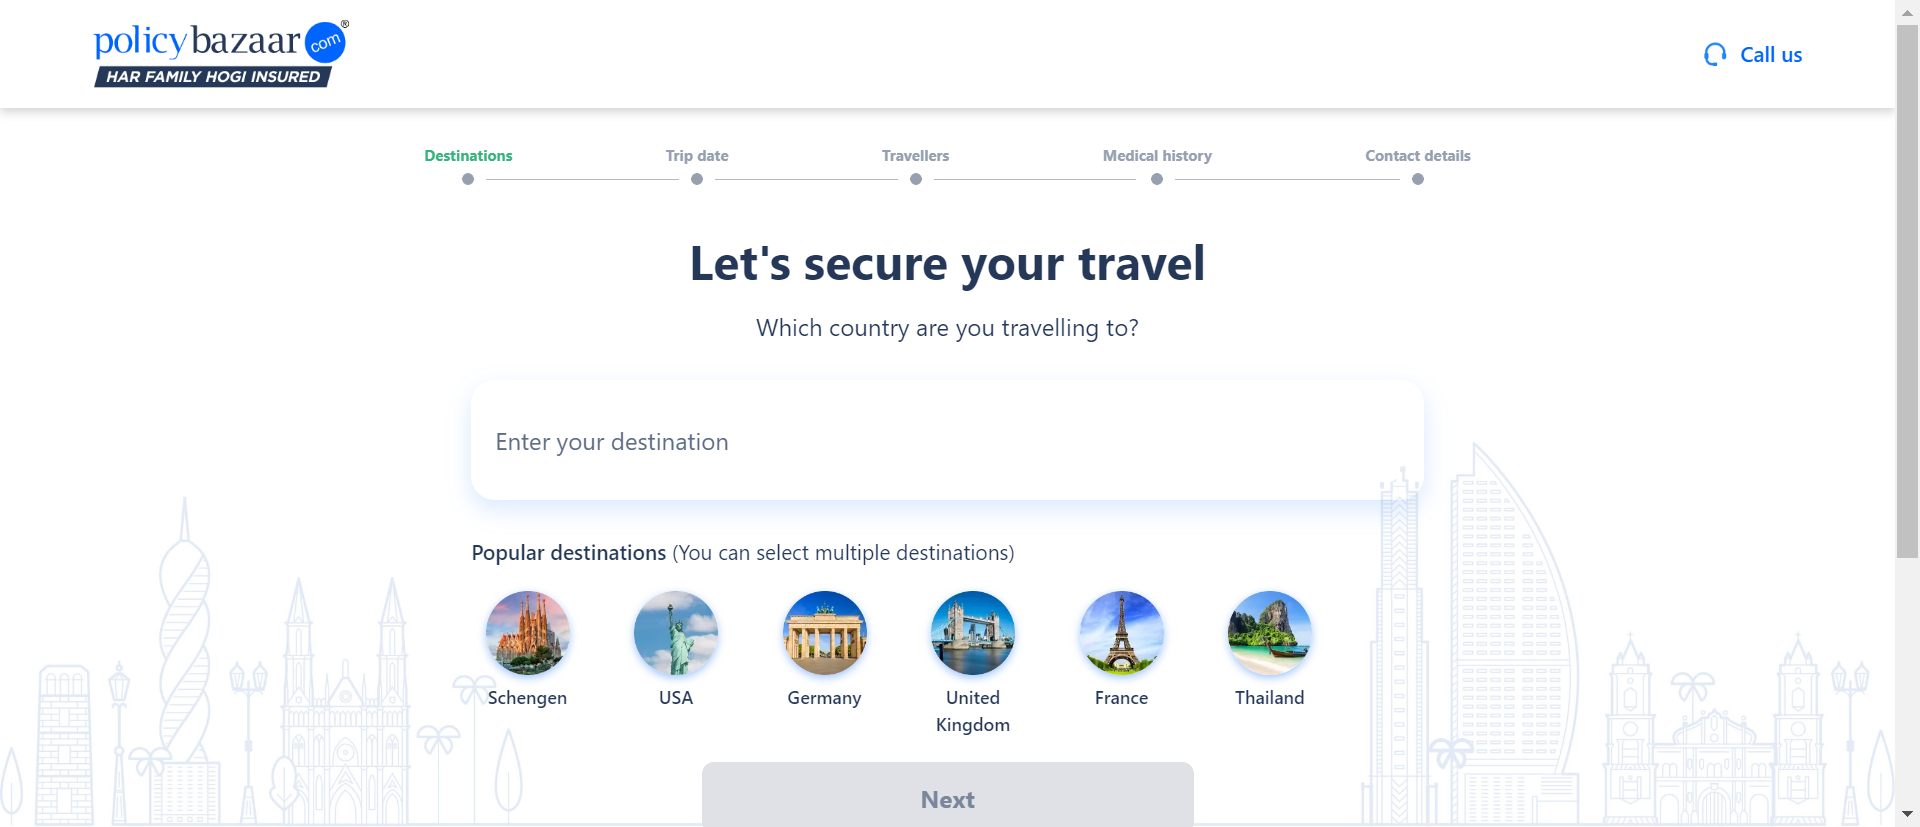 policybazaar com®
HAR FAMILY HOGI INSURED
Call us
Destinations
Trip date
Travellers
Medical history
Contact details
Let's secure your travel
Which country are you travelling to?
Enter your destination
Popular destinations (You can select multiple destinations)
Schengen
USA
Germany
United
Kingdom
France
Thailand
Next